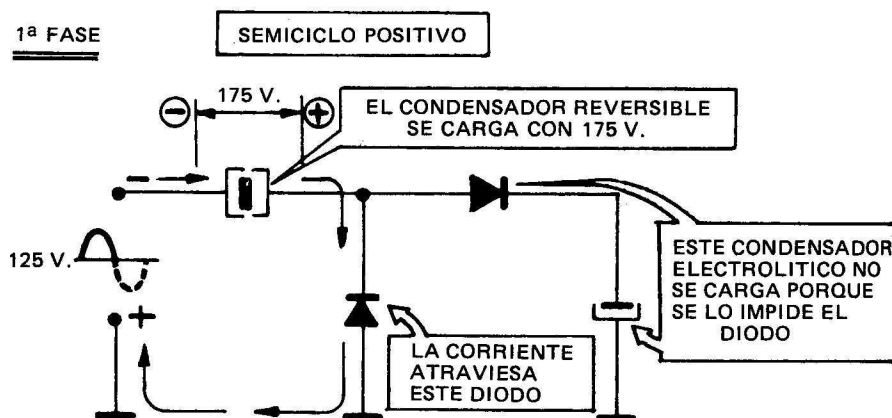 1ª FASE
SEMICICLO POSITIVO
175 V.
EL CONDENSADOR REVERSIBLE
SE CARGA CON 175 V.
125 V.
ESTE CONDENSADOR
ELECTROLITICO NO
SE CARGA PORQUE
SE LO IMPIDE EL
DIODO
LA CORRIENTE
ATRAVIESA
ESTE DIODO